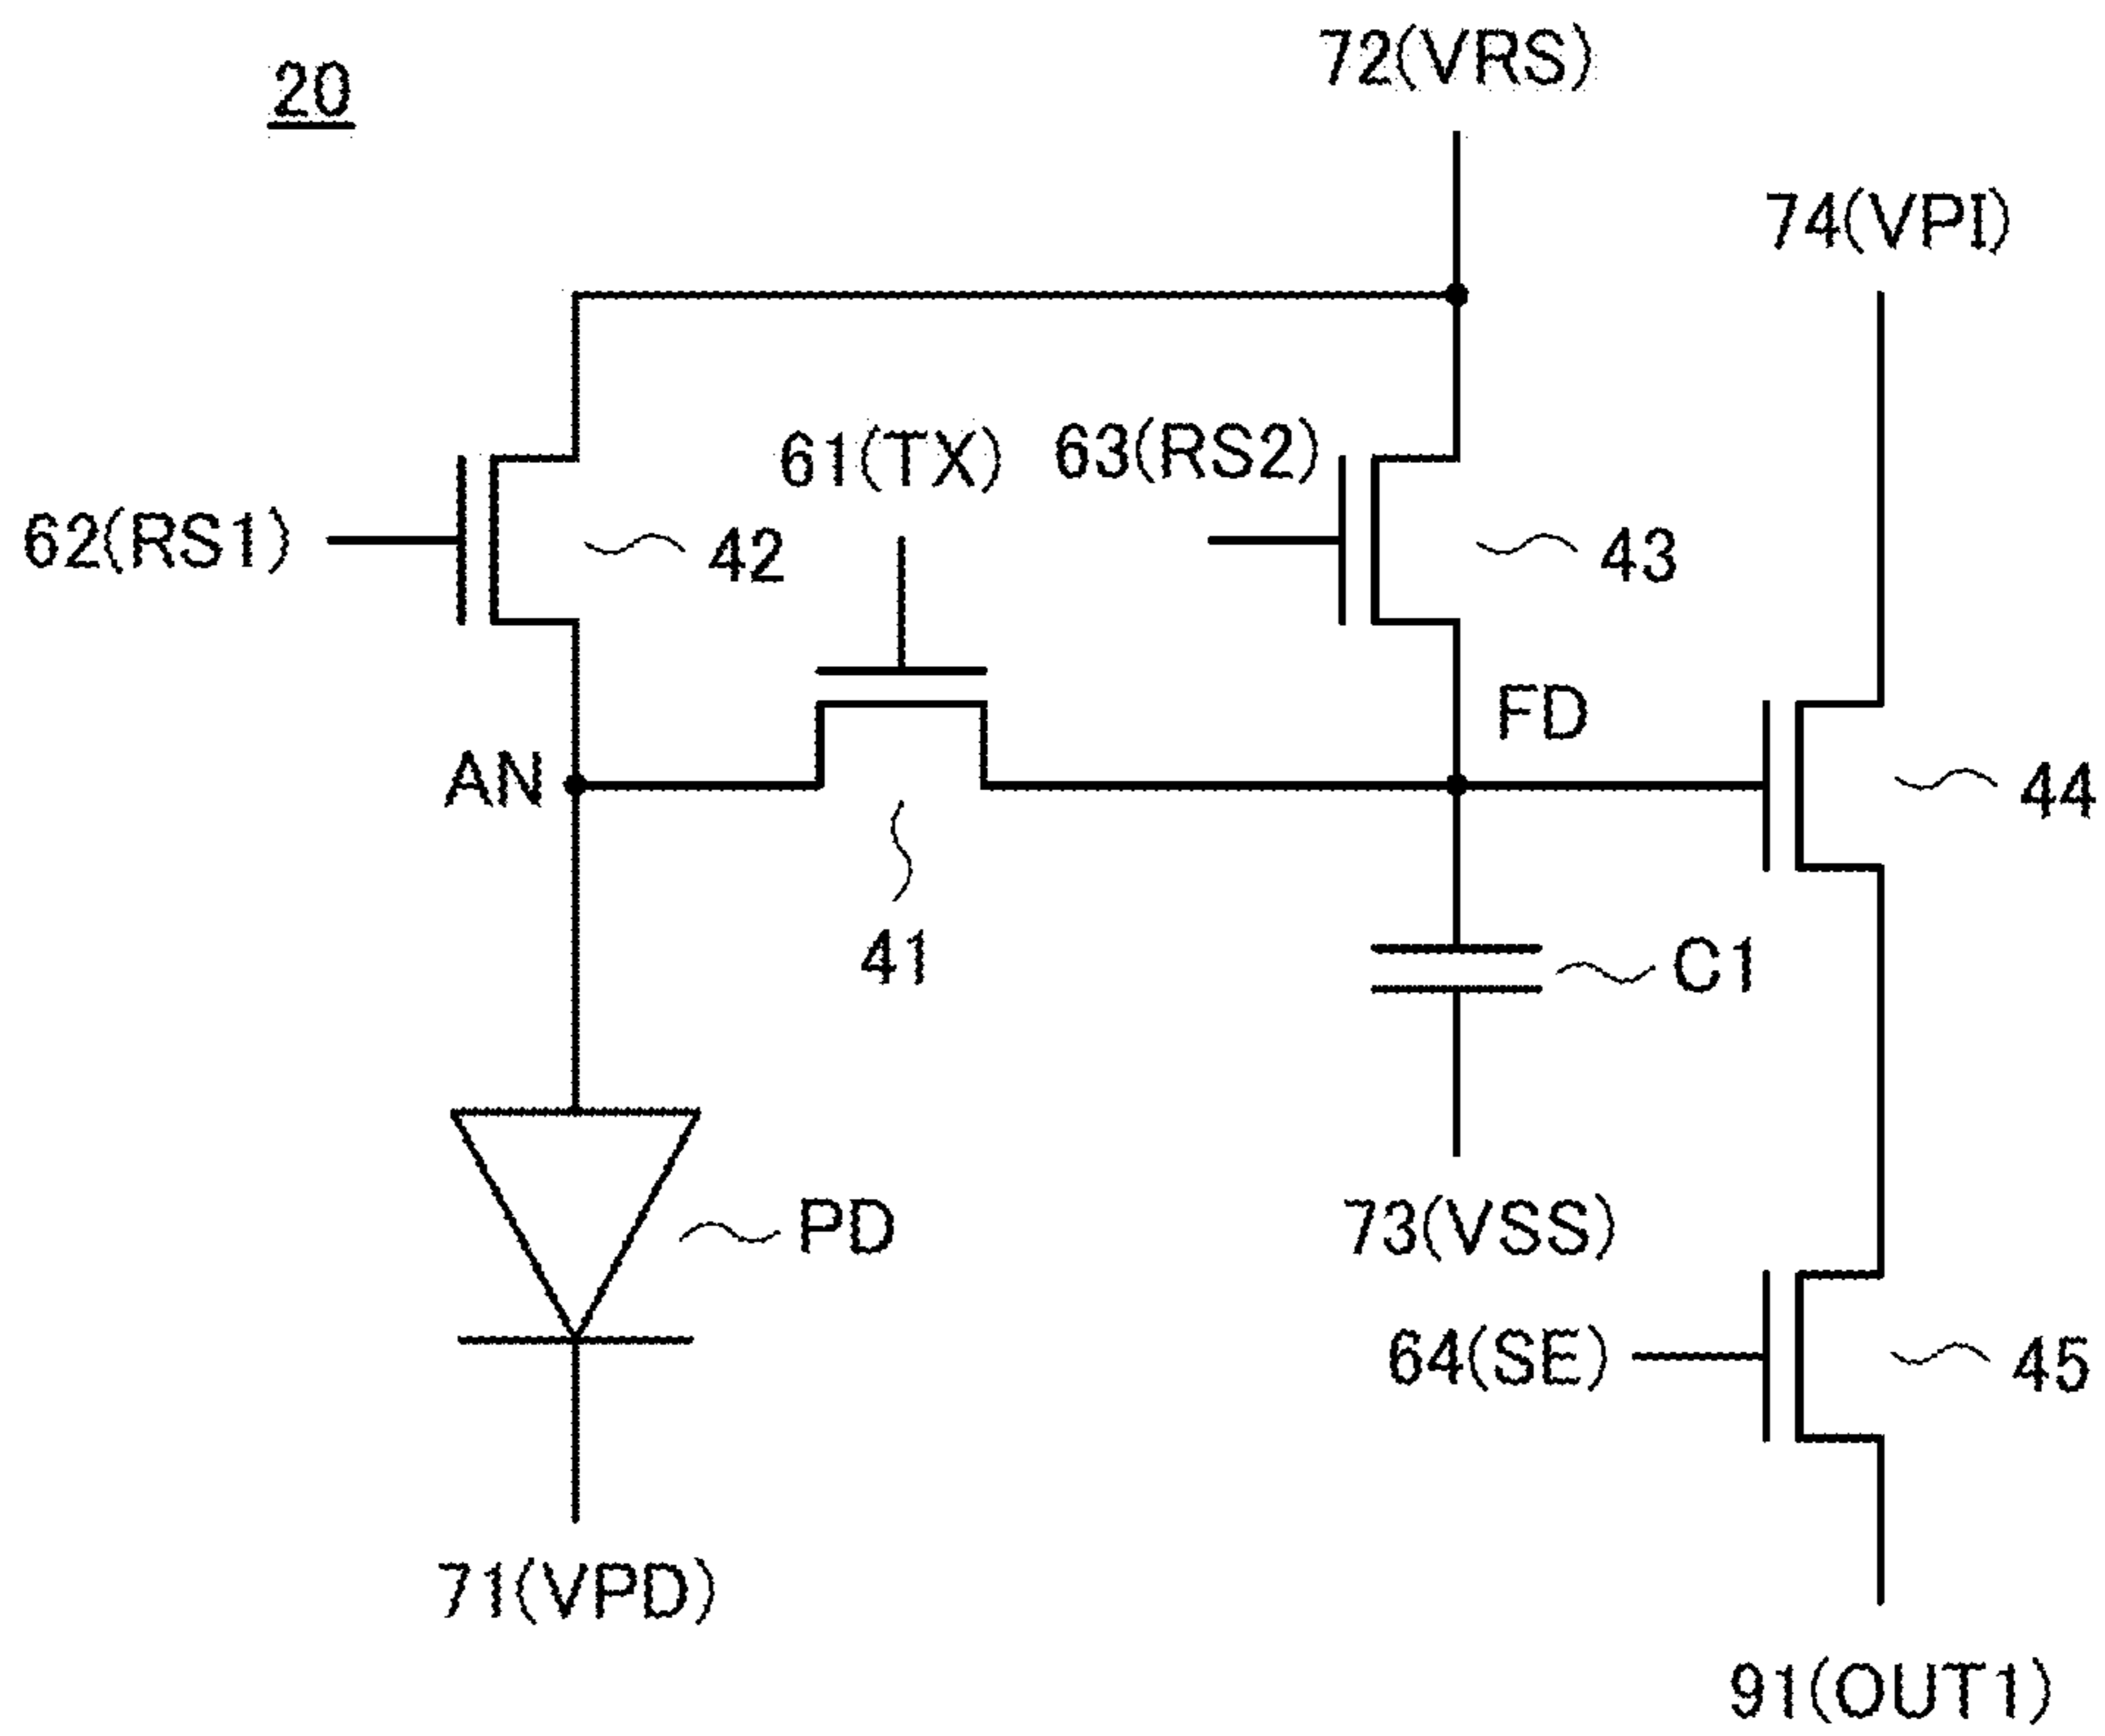 20
72(VRS)
74(VPI)
61(TX)
63(RS2)
62(RS1)
42
43
FD
AN
44
41
C1
PD
73(VSS)
64(SE)
45
71(VPD)
91(OUT1)